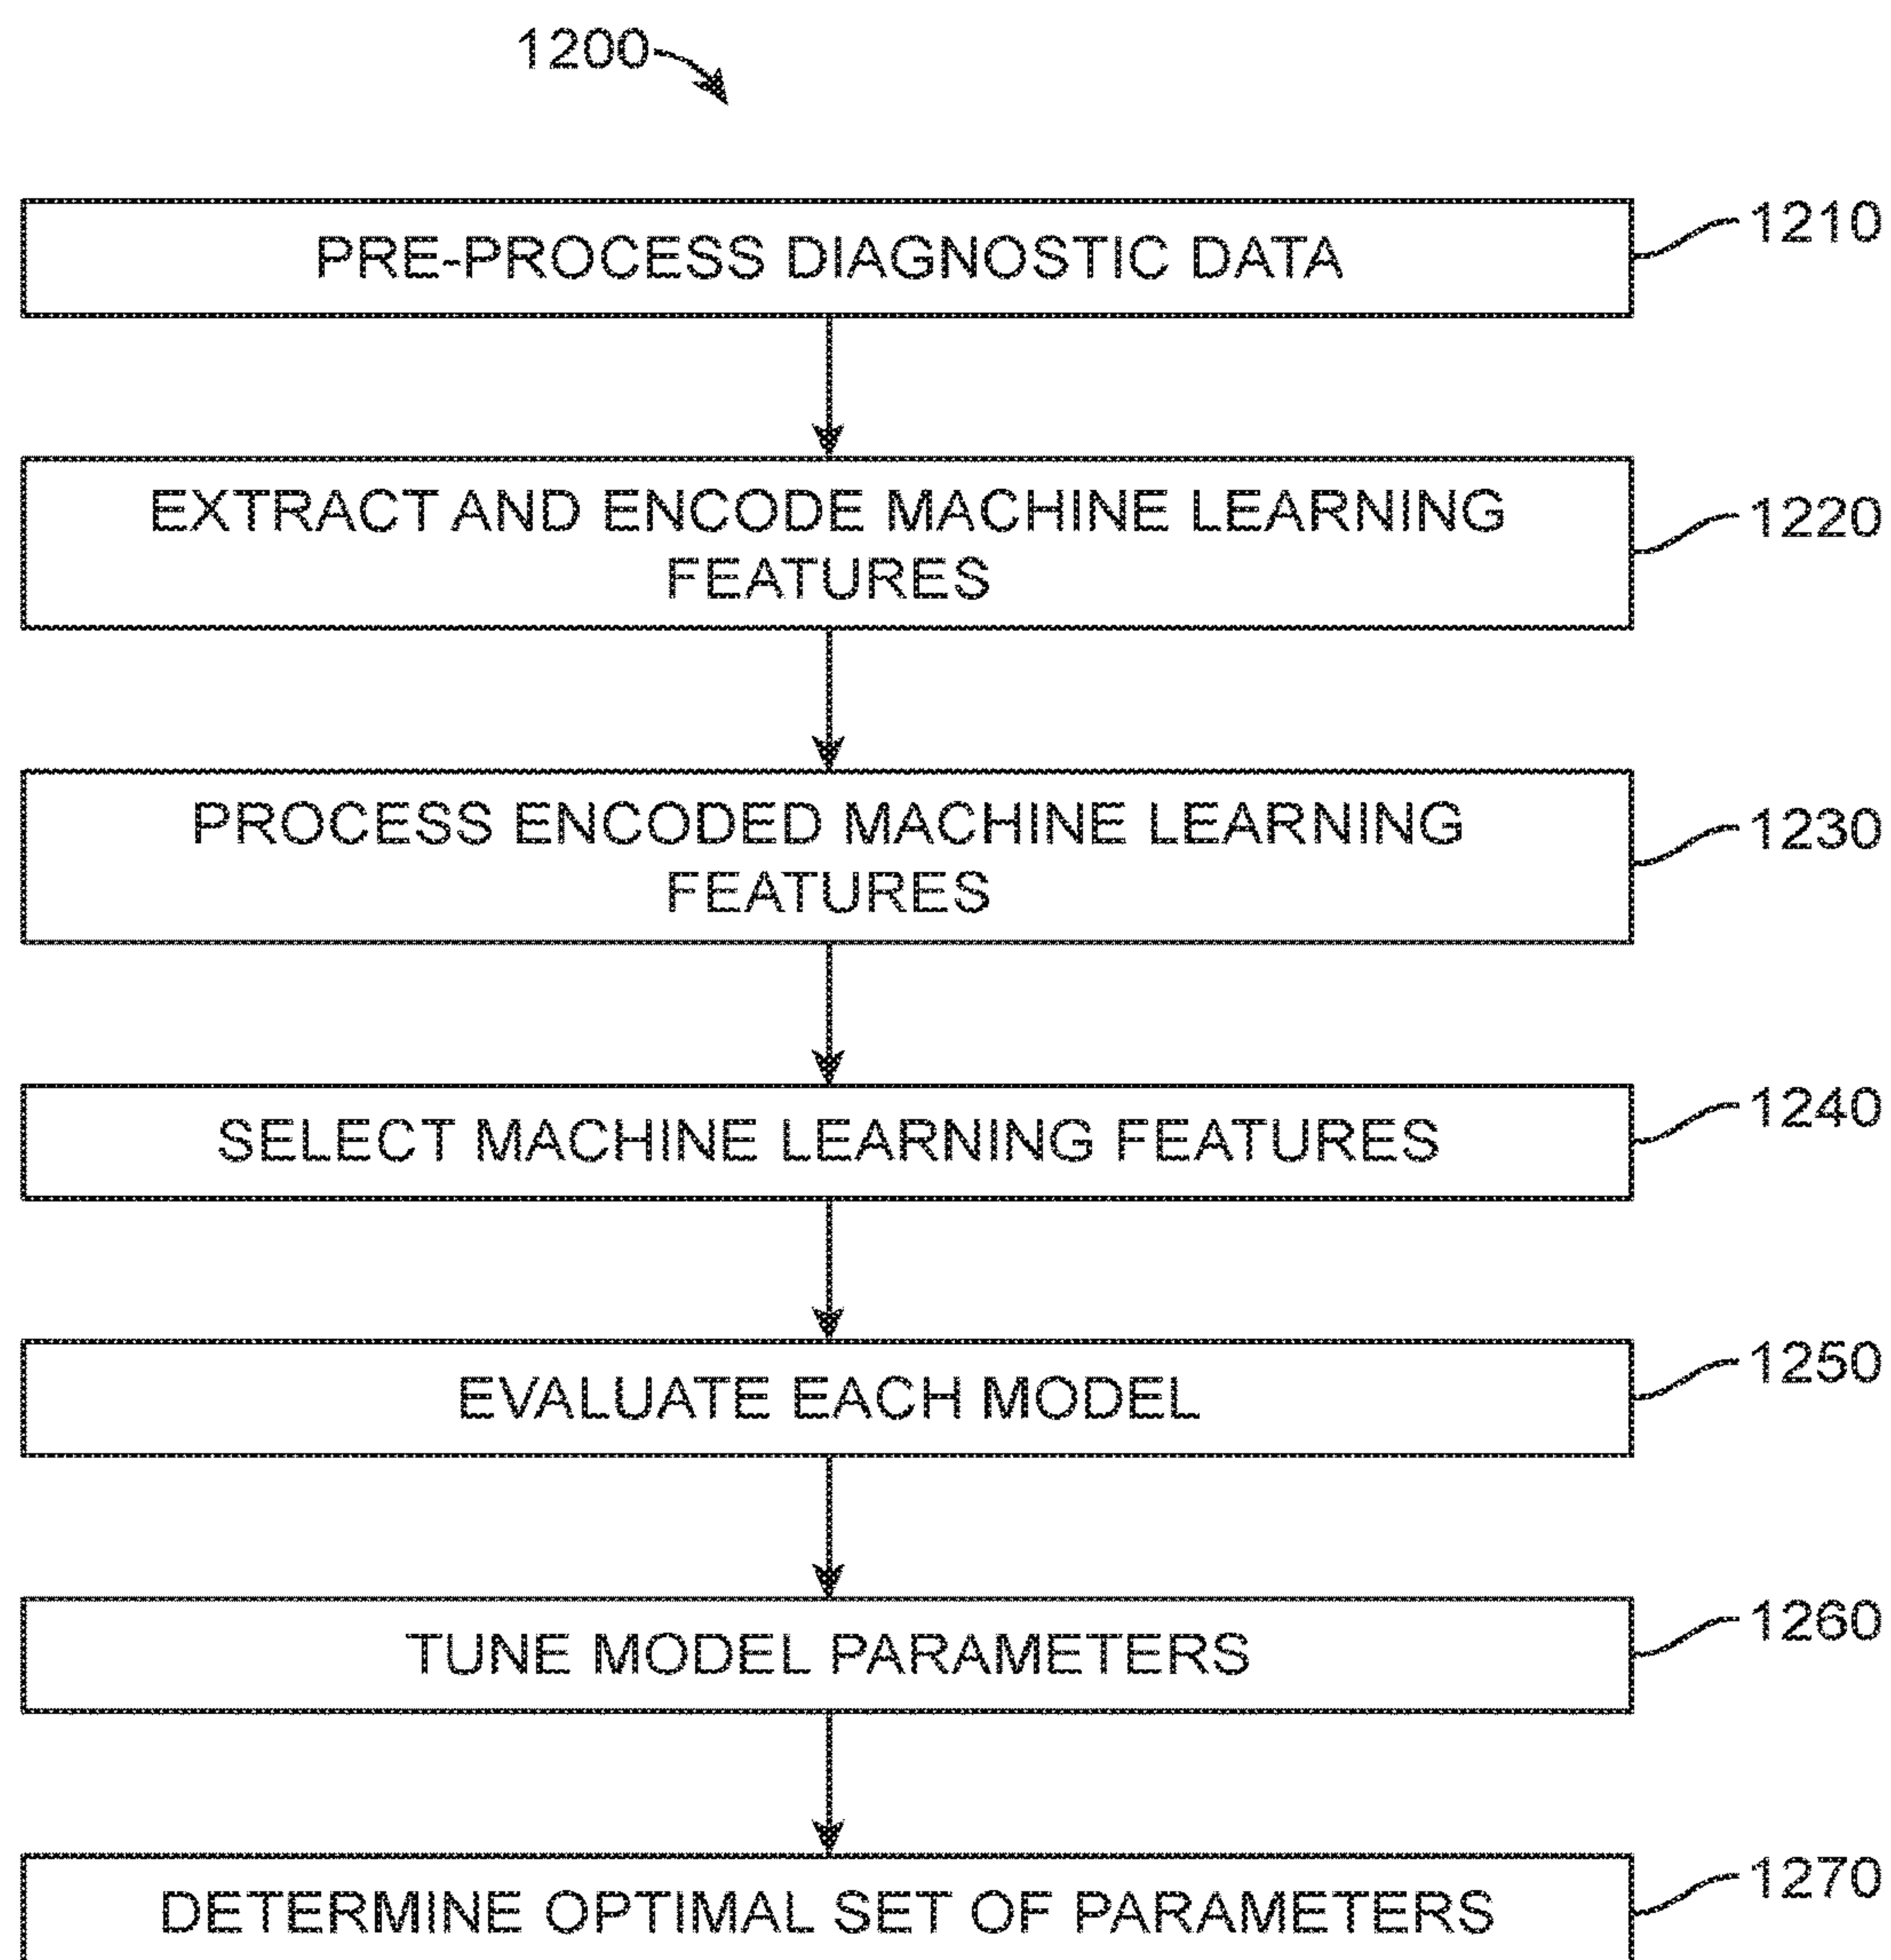 1200
PRE-PROCESS DIAGNOSTIC DATA
1210
EXTRACT AND ENCODE MACHINE LEARNING
FEATURES
1220
PROCESS ENCODED MACHINE LEARNING
FEATURES
1230
SELECT MACHINE LEARNING FEATURES
1240
EVALUATE EACH MODEL
1250
TUNE MODEL PARAMETERS
1260
DETERMINE OPTIMAL SET OF PARAMETERS
1270